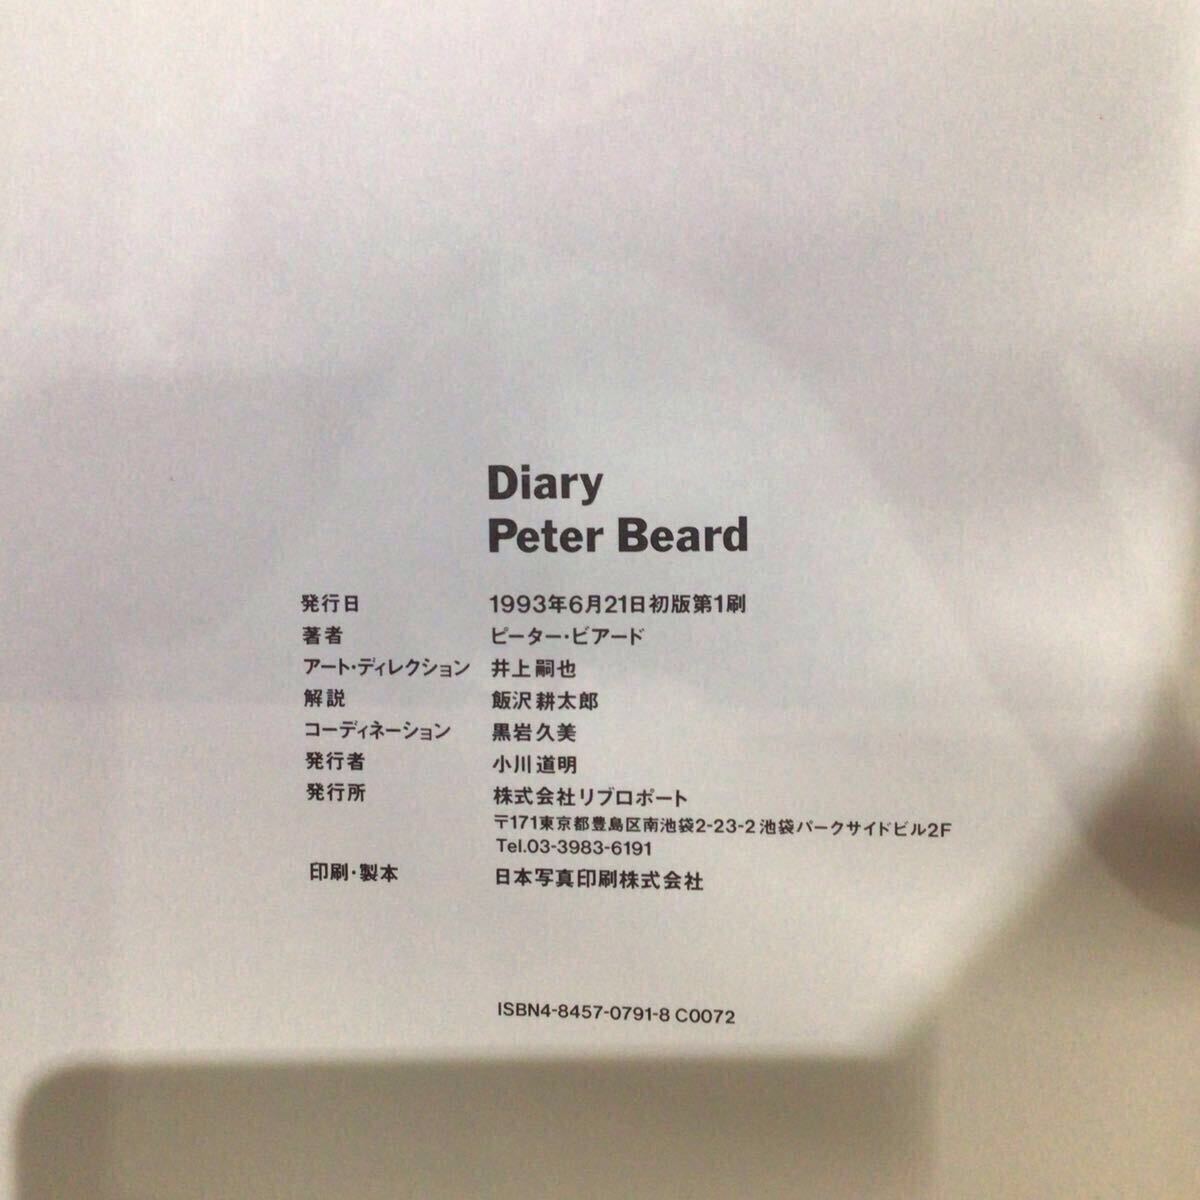 Diary
Peter Beard
発行日 1993年6月21日初版第1刷
著者 ピーター・ビアード
アート・ディレクション 井上嗣也
解説 飯沢耕太郎
コーディネーション 黒岩久美
発行者 小川道明
発行所 株式会社リブロポート
〒171東京都豊島区南池袋2-23-2 池袋パークサイドビル2F
Tel.03-3983-6191
印刷・製本 日本写真印刷株式会社
ISBN4-8457-0791-8 C0072